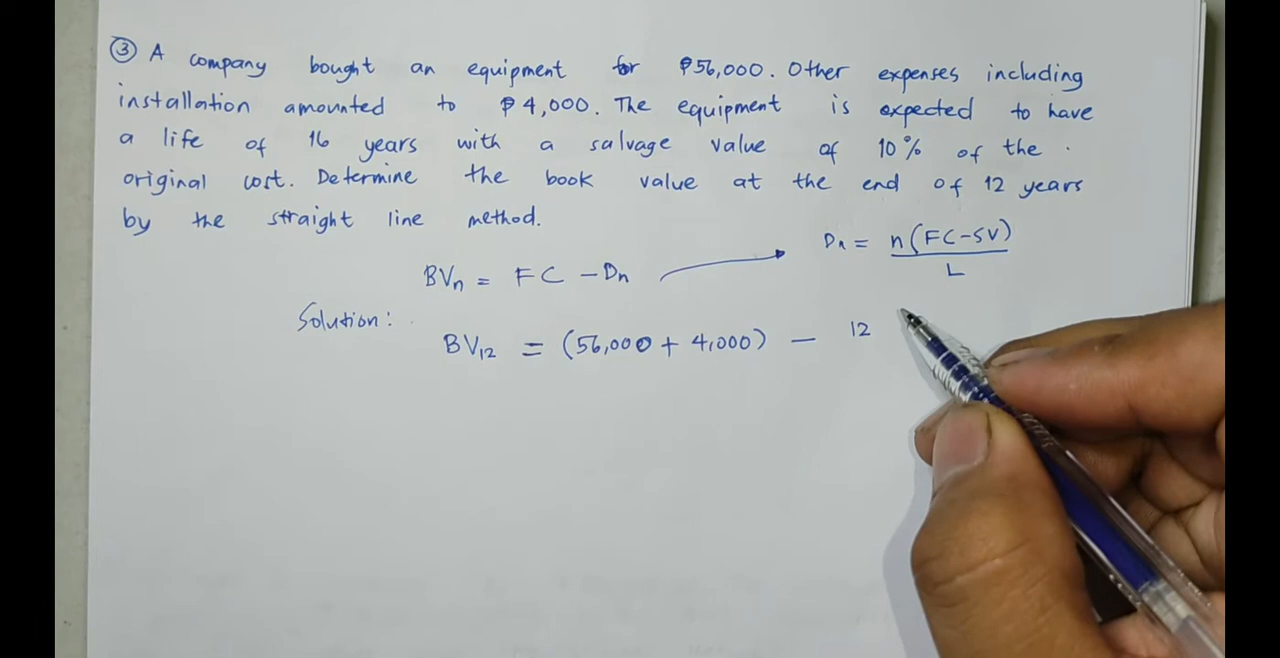 ③ A company bought an equipment for ₱56,000. Other expenses including
installation amounted to ₱4,000. The equipment is expected to have
a life of 16 years with a salvage value of 10% of the
original cost. Determine the book value at the end of 12 years
by the straight line method.
Dn = n(FC-SV) / L
BVn = FC - Dn
Solution:
BV12 = (56,000 + 4,000) - 12